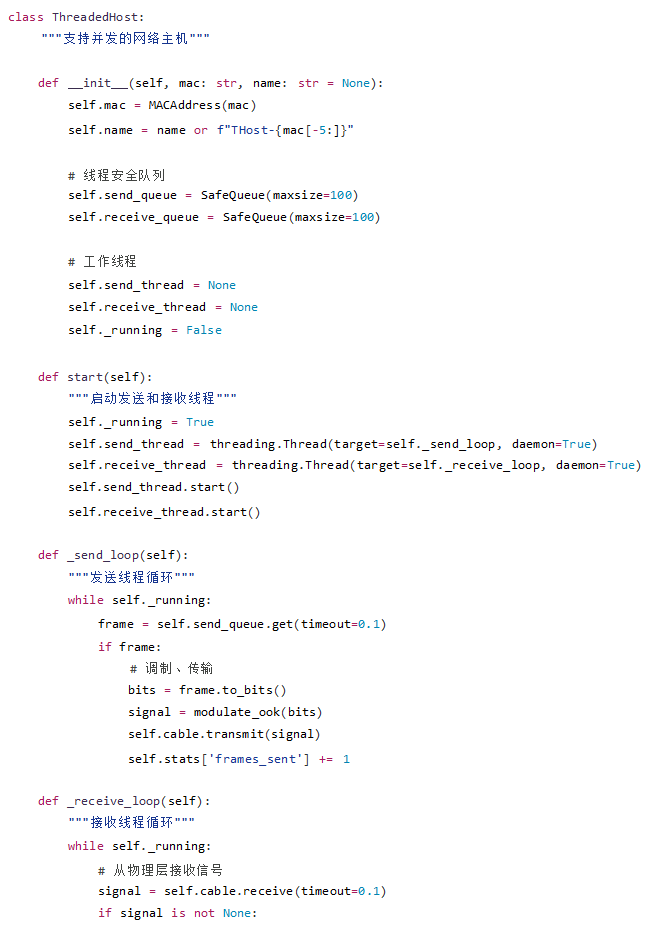 class ThreadedHost:
    """支持并发的网络主机"""

    def __init__(self, mac: str, name: str = None):
        self.mac = MACAddress(mac)
        self.name = name or f"THost-{mac[-5:]}"

        # 线程安全队列
        self.send_queue = SafeQueue(maxsize=100)
        self.receive_queue = SafeQueue(maxsize=100)

        # 工作线程
        self.send_thread = None
        self.receive_thread = None
        self._running = False

    def start(self):
        """启动发送和接收线程"""
        self._running = True
        self.send_thread = threading.Thread(target=self._send_loop, daemon=True)
        self.receive_thread = threading.Thread(target=self._receive_loop, daemon=True)
        self.send_thread.start()
        self.receive_thread.start()

    def _send_loop(self):
        """发送线程循环"""
        while self._running:
            frame = self.send_queue.get(timeout=0.1)
            if frame:
                # 调制、传输
                bits = frame.to_bits()
                signal = modulate_ook(bits)
                self.cable.transmit(signal)
                self.stats['frames_sent'] += 1

    def _receive_loop(self):
        """接收线程循环"""
        while self._running:
            # 从物理层接收信号
            signal = self.cable.receive(timeout=0.1)
            if signal is not None: